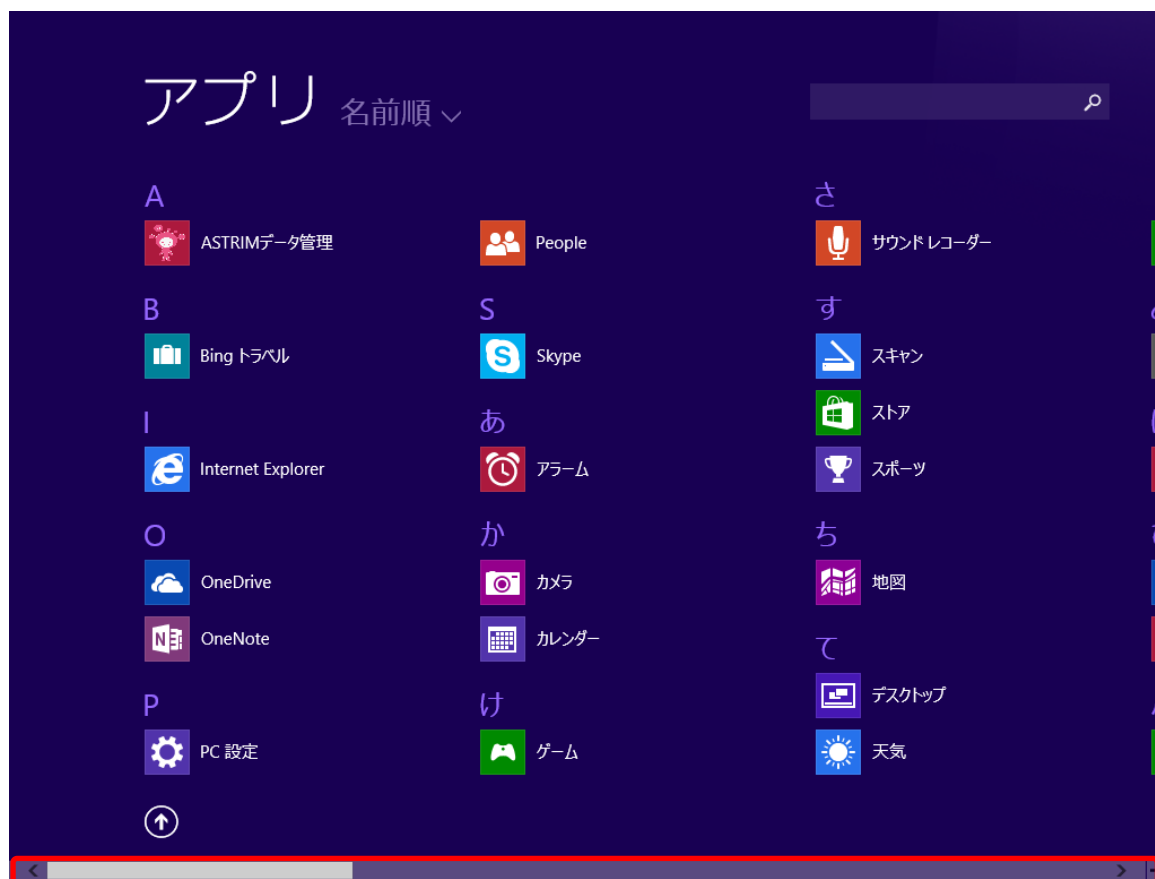 アプリ 名前順
A
ASTRIMデータ管理
B
Bing トラベル
I
Internet Explorer
O
OneDrive
OneNote
P
PC 設定
People
S
Skype
あ
アラーム
か
カメラ
カレンダー
け
ゲーム
さ
サウンド レコーダー
す
スキャン
ストア
スポーツ
ち
地図
て
デスクトップ
天気